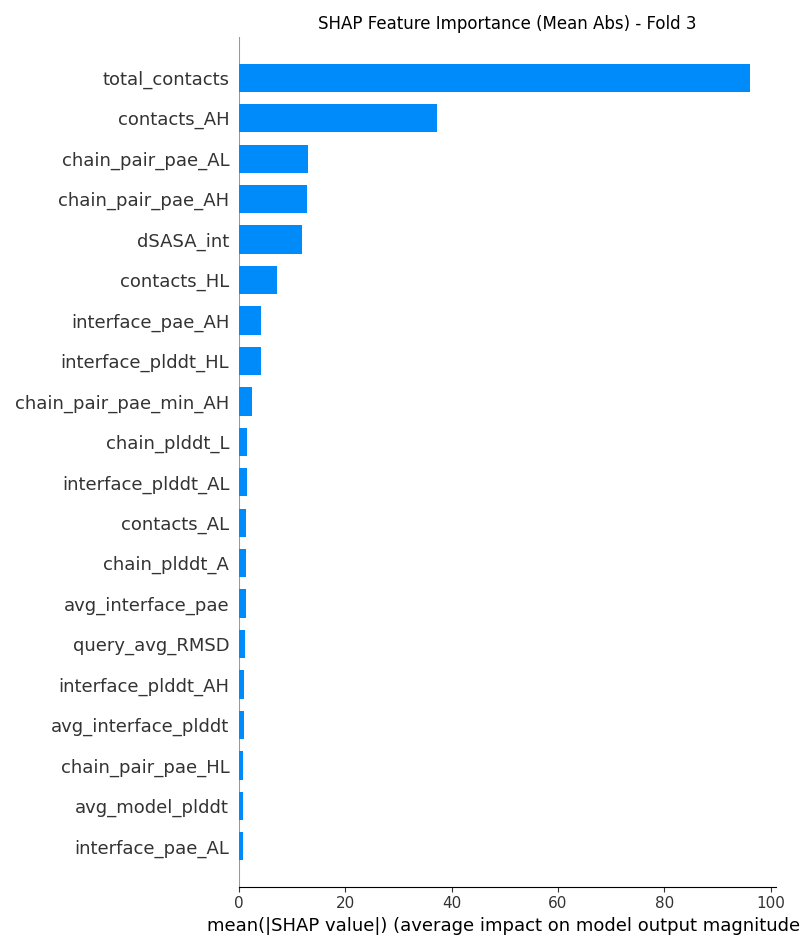 SHAP Feature Importance (Mean Abs) - Fold 3
total_contacts
contacts_AH
chain_pair_pae_AL
chain_pair_pae_AH
dSASA_int
contacts_HL
interface_pae_AH
interface_plddt_HL
chain_pair_pae_min_AH
chain_plddt_L
interface_plddt_AL
contacts_AL
chain_plddt_A
avg_interface_pae
query_avg_RMSD
interface_plddt_AH
avg_interface_plddt
chain_pair_pae_HL
avg_model_plddt
interface_pae_AL
0 20 40 60 80 100
mean(|SHAP value|) (average impact on model output magnitude